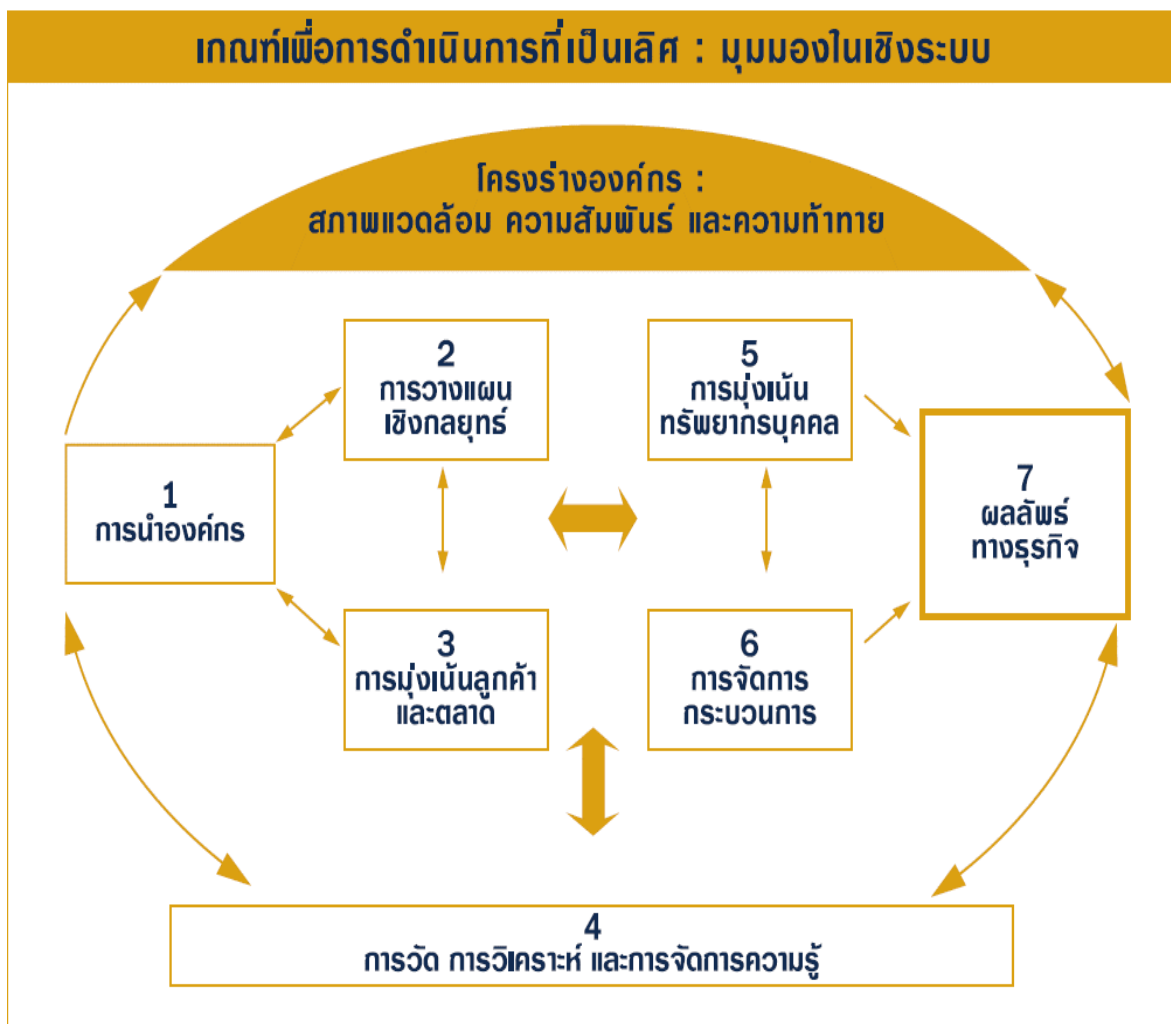 เกณฑ์เพื่อการดำเนินการที่เป็นเลิศ : มุมมองในเชิงระบบ
โครงร่างองค์กร :
สภาพแวดล้อม ความสัมพันธ์ และความท้าทาย
1
การนำองค์กร
2
การวางแผน
เชิงกลยุทธ์
3
การมุ่งเน้นลูกค้า
และตลาด
5
การมุ่งเน้น
ทรัพยากรบุคคล
6
การจัดการ
กระบวนการ
7
ผลลัพธ์
ทางธุรกิจ
4
การวัด การวิเคราะห์ และการจัดการความรู้